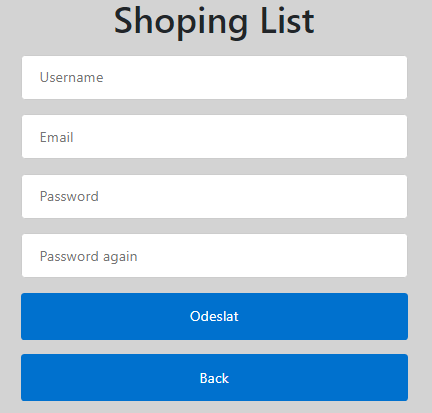 Shoping List
Username
Email
Password
Password again
Odeslat
Back